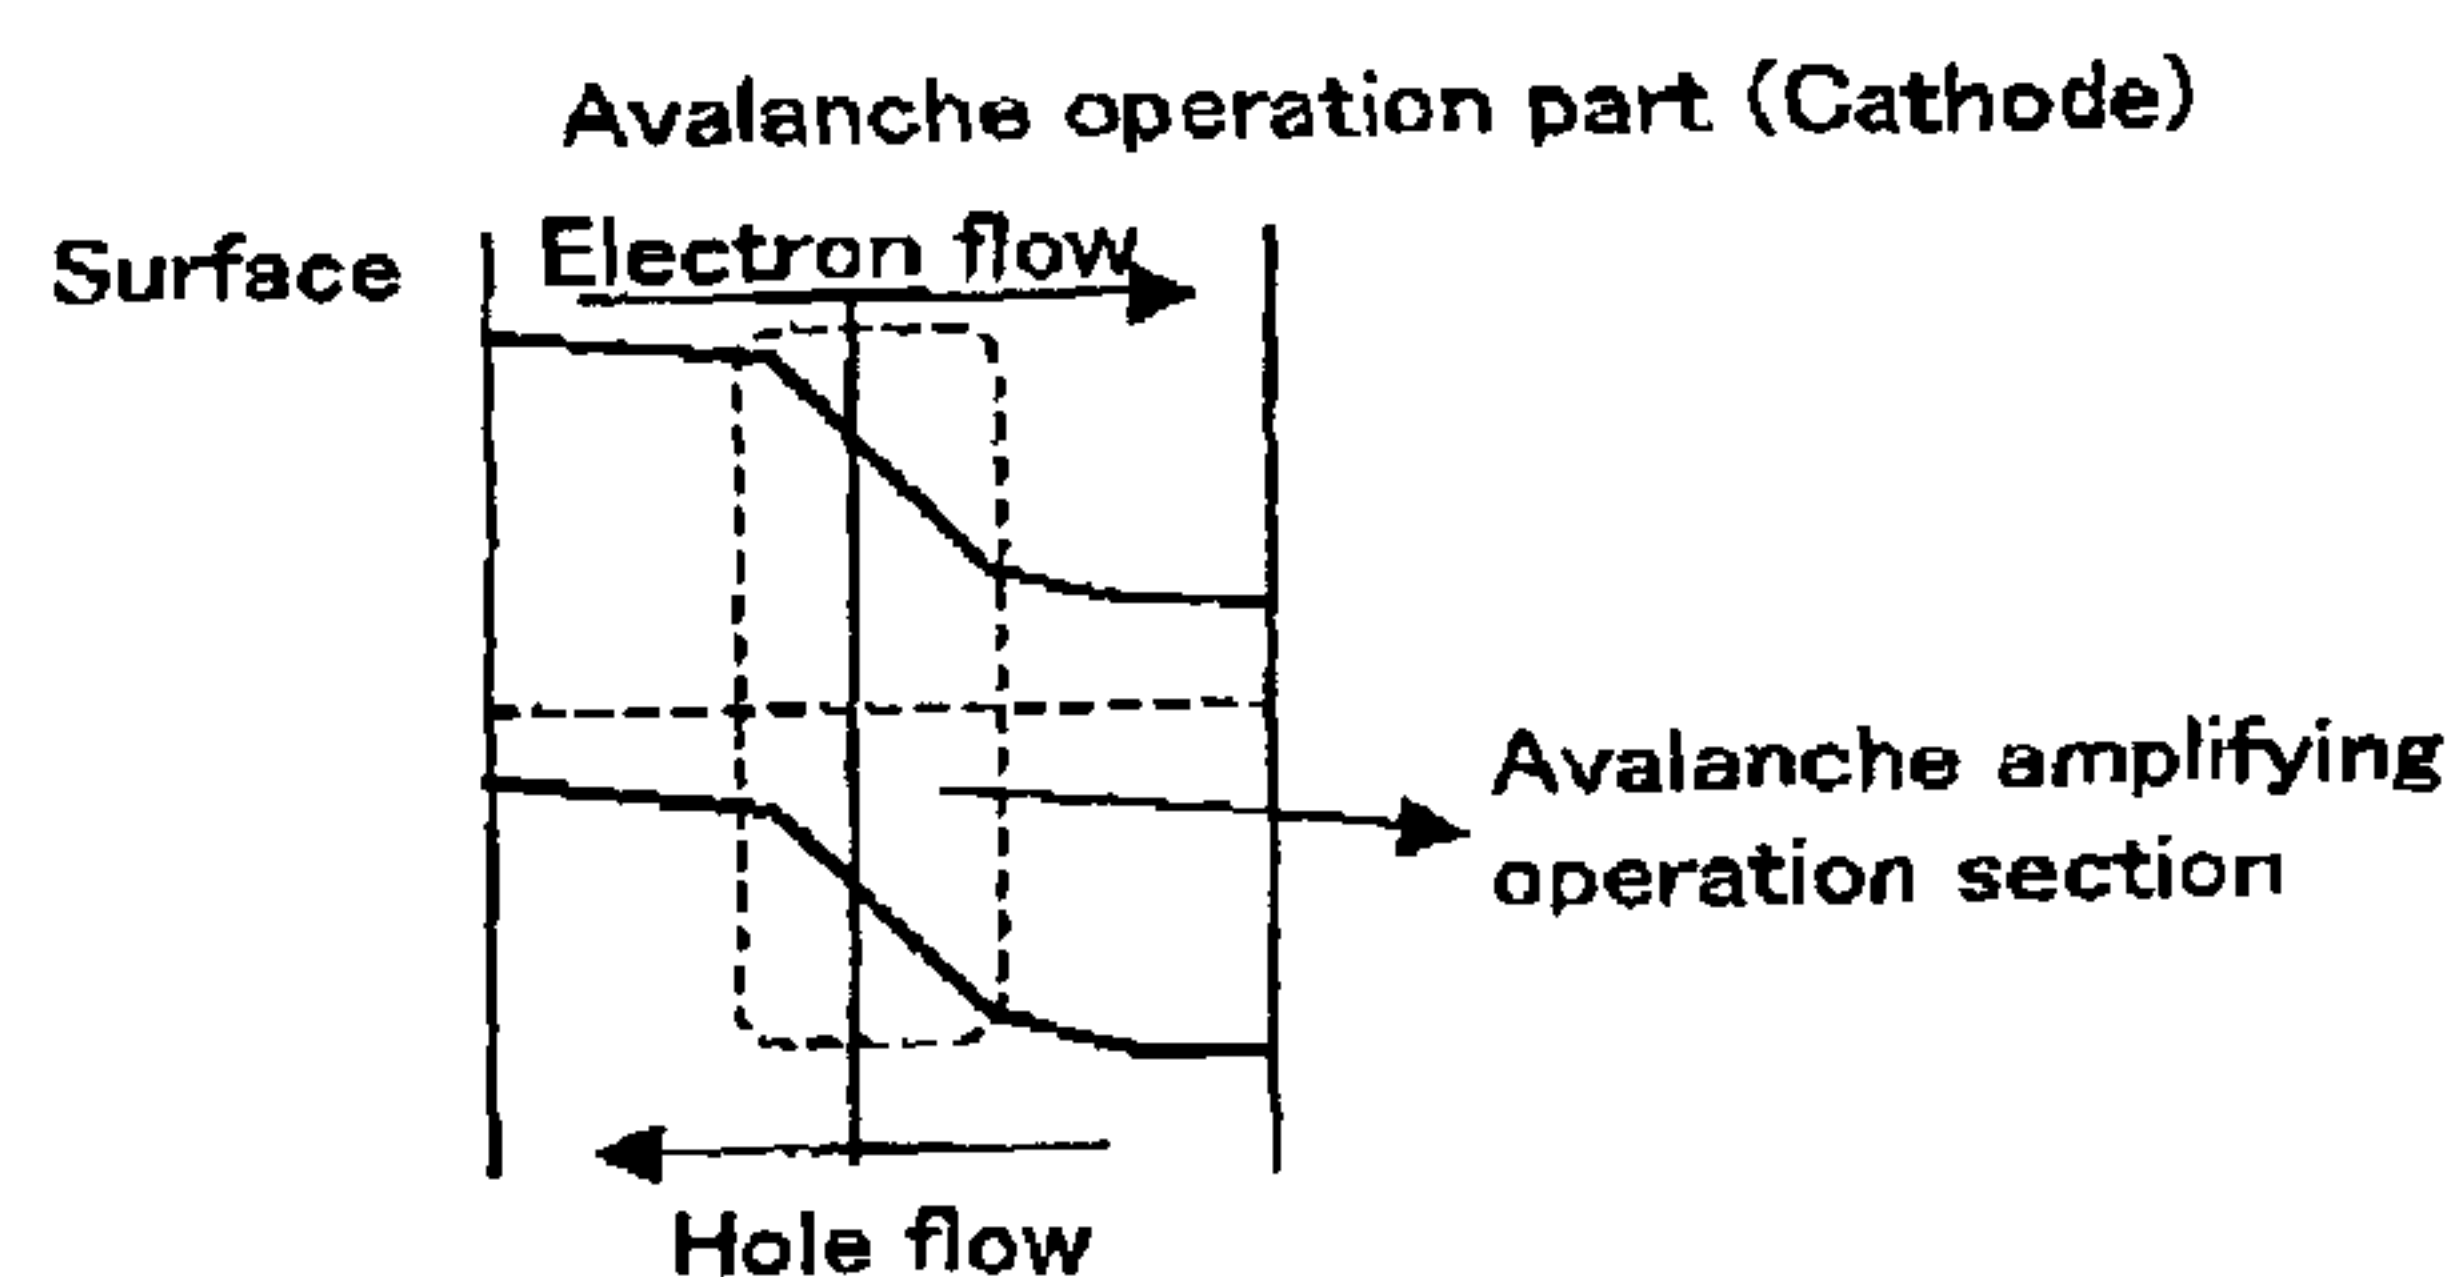 Avalanche operation part (Cathode)
Surface
Electron flow
Avalanche amplifying
operation section
Hole flow